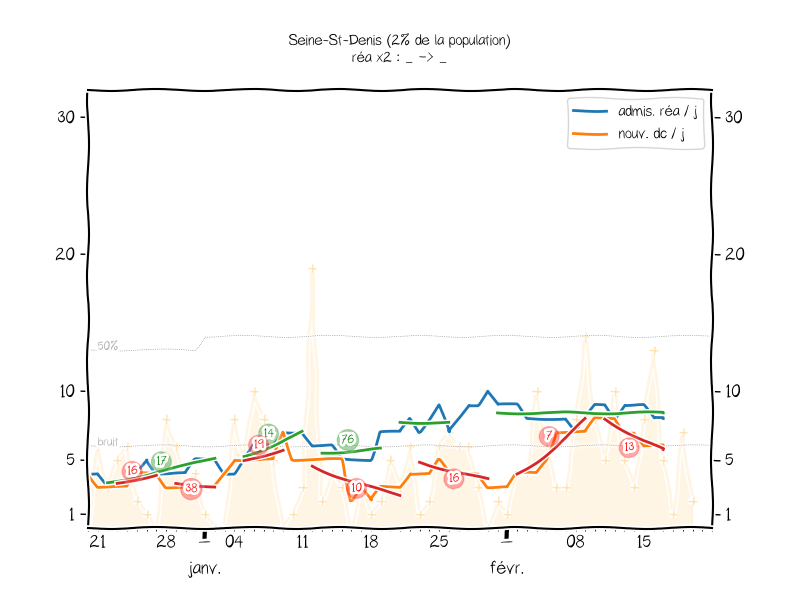 Seine-St-Denis (2% de la population)
réa x2 : _ -> _
admis. réa / j
nouv. dc / j
30 30
20 20
50%
10 10
bruit
14
19
76
7
13
17
16
5 5
38
10
16
1 1
21 28 04 11 18 25 08 15
janv. févr.